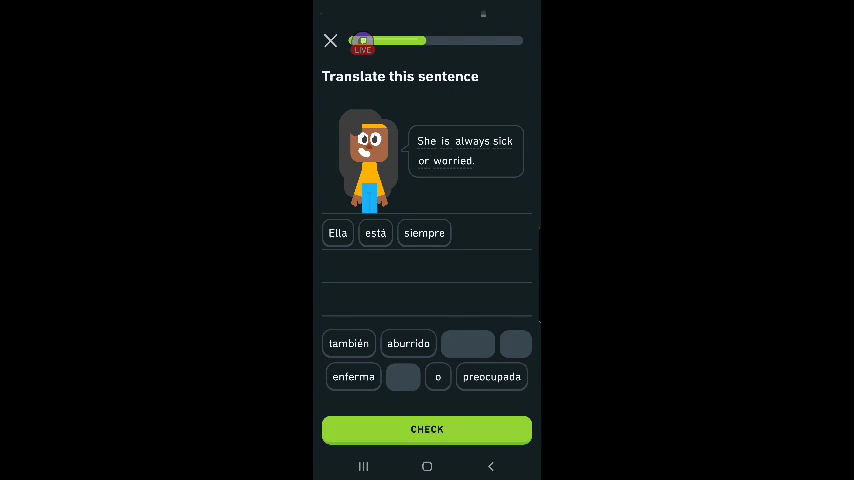 LIVE
Translate this sentence
She is always sick
or worried.
Ella está siempre
también aburrido
enferma o preocupada
CHECK